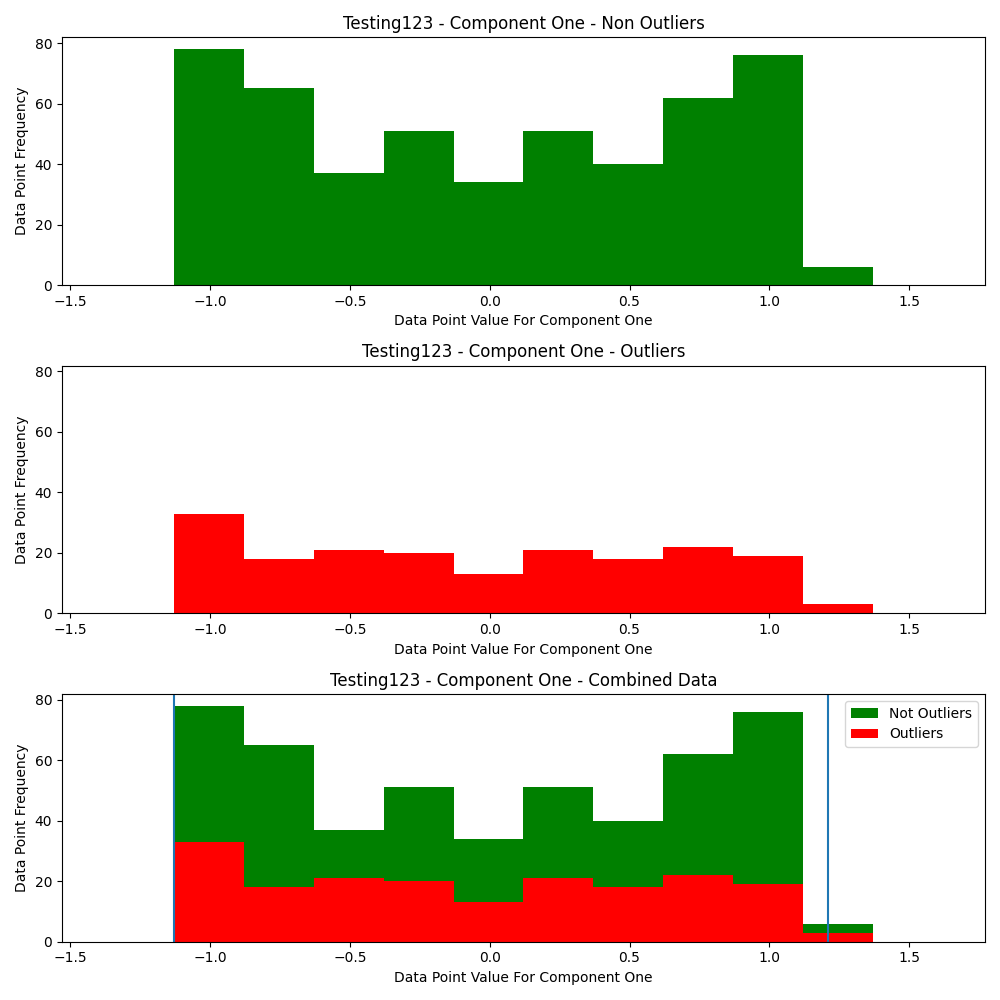 Testing123 - Component One - Non Outliers
80
60
40
20
0
Data Point Frequency
−1.5 −1.0 −0.5 0.0 0.5 1.0 1.5
Data Point Value For Component One
Testing123 - Component One - Outliers
80
60
40
20
0
Data Point Frequency
−1.5 −1.0 −0.5 0.0 0.5 1.0 1.5
Data Point Value For Component One
Testing123 - Component One - Combined Data
80
60
40
20
0
Data Point Frequency
Not Outliers
Outliers
−1.5 −1.0 −0.5 0.0 0.5 1.0 1.5
Data Point Value For Component One